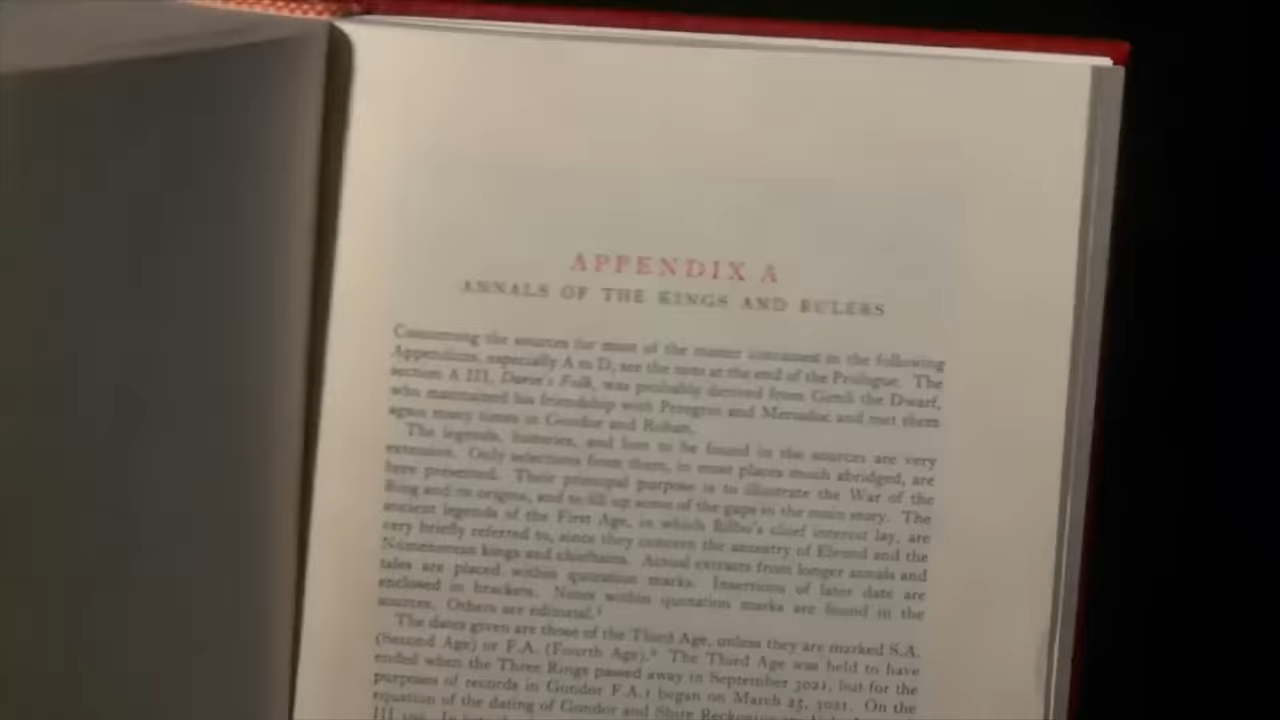 APPENDIX A
ANNALS OF THE KINGS AND RULERS
Concerning the sources for most of the matter contained in the following
Appendices, especially A to D, see the note at the end of the Prologue. The
section A III, Durin's Folk, was probably derived from Gimli the Dwarf,
who maintained his friendship with Peregrin and Meriadoc and met them
again many times in Gondor and Rohan.
The legends, histories, and lore to be found in the sources are very
extensive. Only selections from them, in most places much abridged, are
here presented. Their principal purpose is to illustrate the War of the
Ring and its origins, and to fill up some of the gaps in the main story. The
ancient legends of the First Age, in which Bilbo's chief interest lay, are
very briefly referred to, since they concern the ancestry of Elrond and the
Númenorean kings and chieftains. Actual extracts from longer annals and
tales are placed within quotation marks. Insertions of later date are
enclosed in brackets. Notes within quotation marks are found in the
sources. Others are editorial.¹
The dates given are those of the Third Age, unless they are marked S.A.
(Second Age) or F.A. (Fourth Age).² The Third Age was held to have
ended when the Three Rings passed away in September 3021, but for the
purposes of records in Gondor F.A.1 began on March 25, 3021. On the
equation of the dating of Gondor and Shire Reckoning
III